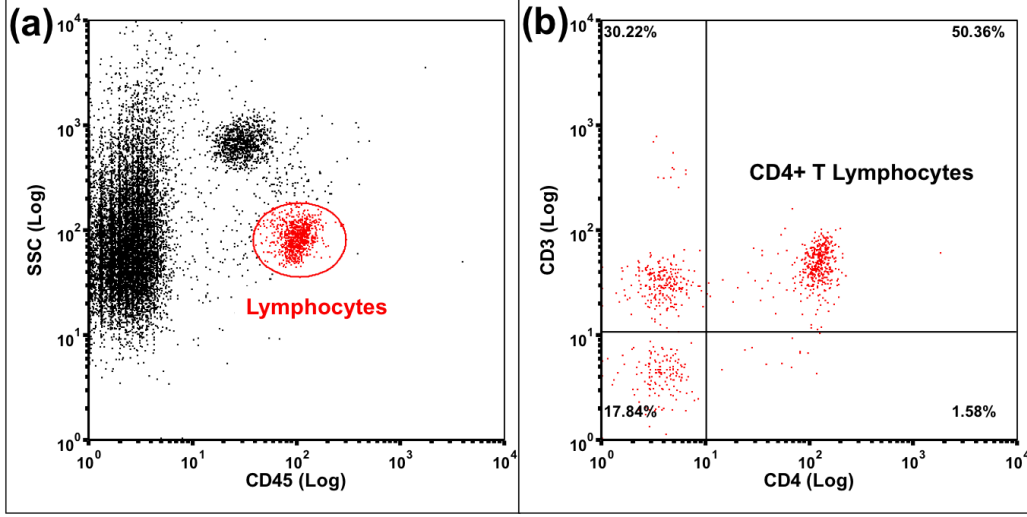 (a)
10^4
10^3
10^2
10^1
10^0
SSC (Log)
Lymphocytes
10^0 10^1 10^2 10^3 10^4
CD45 (Log)
(b)
10^4
10^3
10^2
10^1
10^0
CD3 (Log)
30.22% 50.36%
CD4+ T Lymphocytes
17.84% 1.58%
10^0 10^1 10^2 10^3 10^4
CD4 (Log)